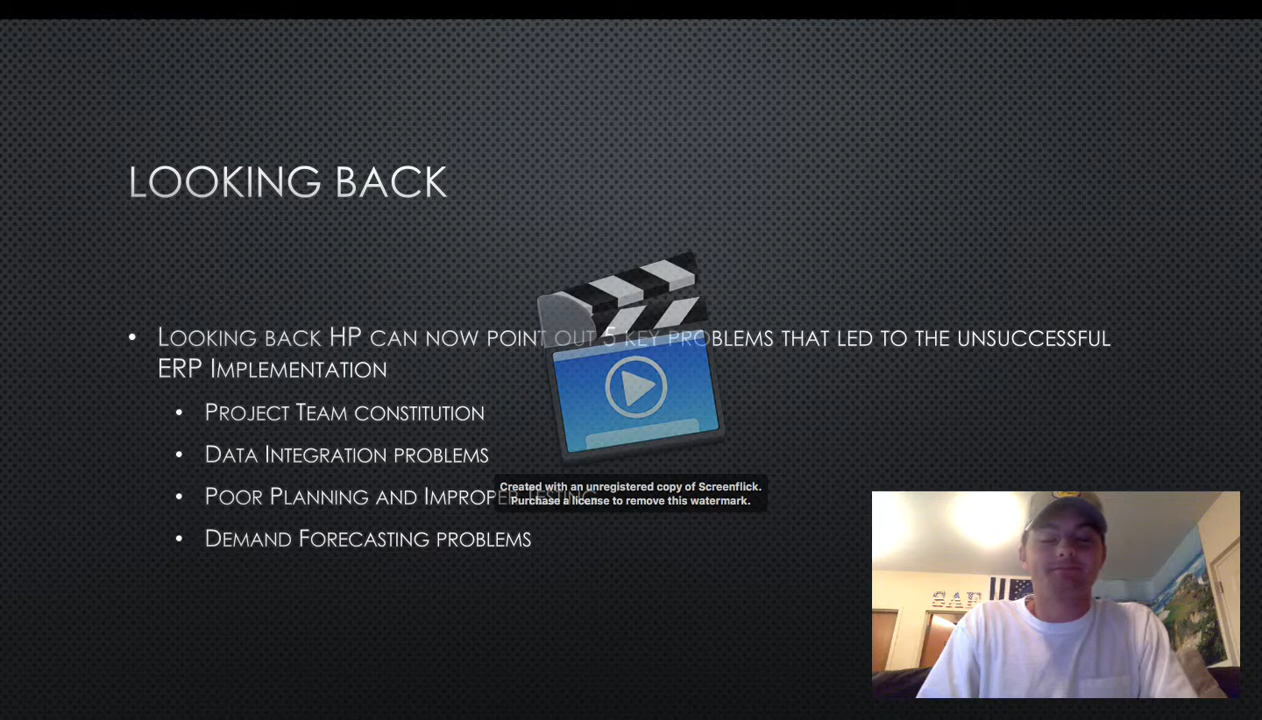 LOOKING BACK
• LOOKING BACK HP CAN NOW POINT OUT 5 KEY PROBLEMS THAT LED TO THE UNSUCCESSFUL
ERP IMPLEMENTATION
• PROJECT TEAM CONSTITUTION
• DATA INTEGRATION PROBLEMS
• POOR PLANNING AND IMPROPER TESTING
• DEMAND FORECASTING PROBLEMS
Created with an unregistered copy of Screenflick.
Purchase a license to remove this watermark.